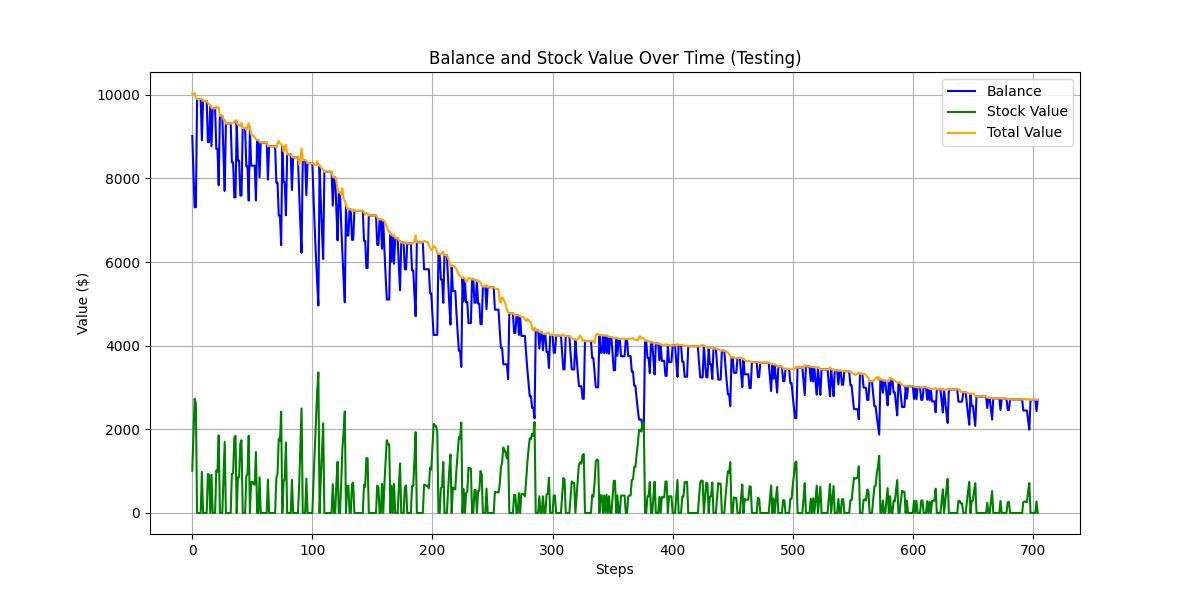 Balance and Stock Value Over Time (Testing)
Value ($)
10000
8000
6000
4000
2000
0
Balance
Stock Value
Total Value
0 100 200 300 400 500 600 700
Steps